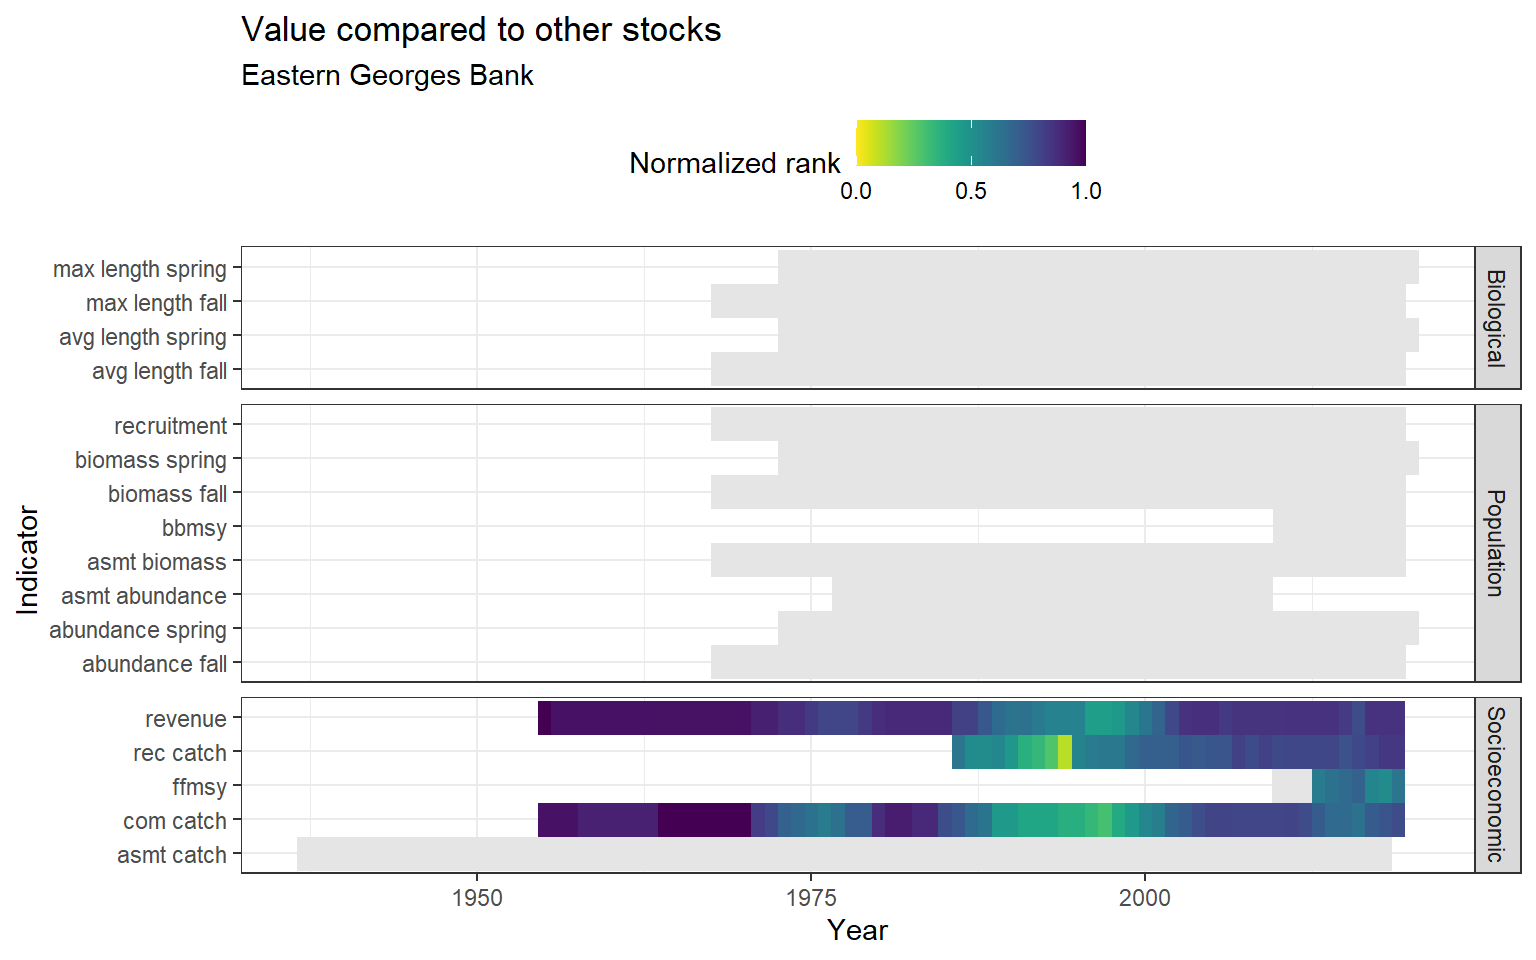 Value compared to other stocks
Eastern Georges Bank
Normalized rank
0.0 0.5 1.0
max length spring
max length fall
avg length spring
avg length fall
Biological
recruitment
biomass spring
biomass fall
bbmsy
asmt biomass
asmt abundance
abundance spring
abundance fall
Population
revenue
rec catch
ffmsy
com catch
asmt catch
Socioeconomic
Indicator
1950 1975 2000
Year